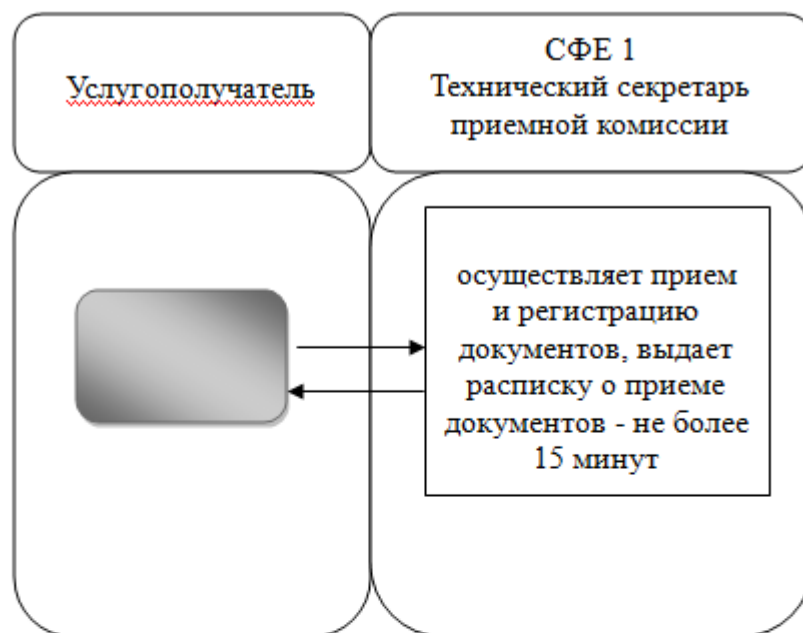 Услугополучатель
СФЕ 1
Технический секретарь
приемной комиссии
осуществляет прием
и регистрацию
документов, выдает
расписку о приеме
документов - не более
15 минут